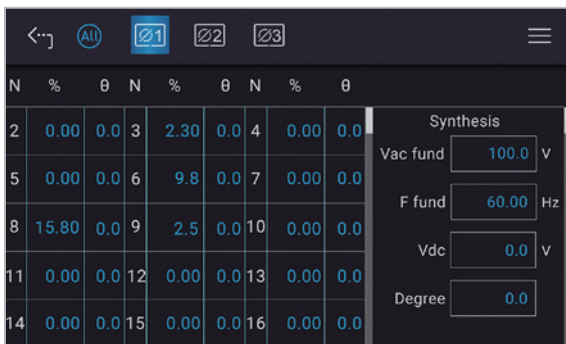 All Ø1 Ø2 Ø3
N % θ N % θ N % θ
2 0.00 0.0 3 2.30 0.0 4 0.00 0.0
5 0.00 0.0 6 9.8 0.0 7 0.00 0.0
8 15.80 0.0 9 2.5 0.0 10 0.00 0.0
11 0.00 0.0 12 0.00 0.0 13 0.00 0.0
14 0.00 0.0 15 0.00 0.0 16 0.00 0.0
Synthesis
Vac fund 100.0 V
F fund 60.00 Hz
Vdc 0.0 V
Degree 0.0